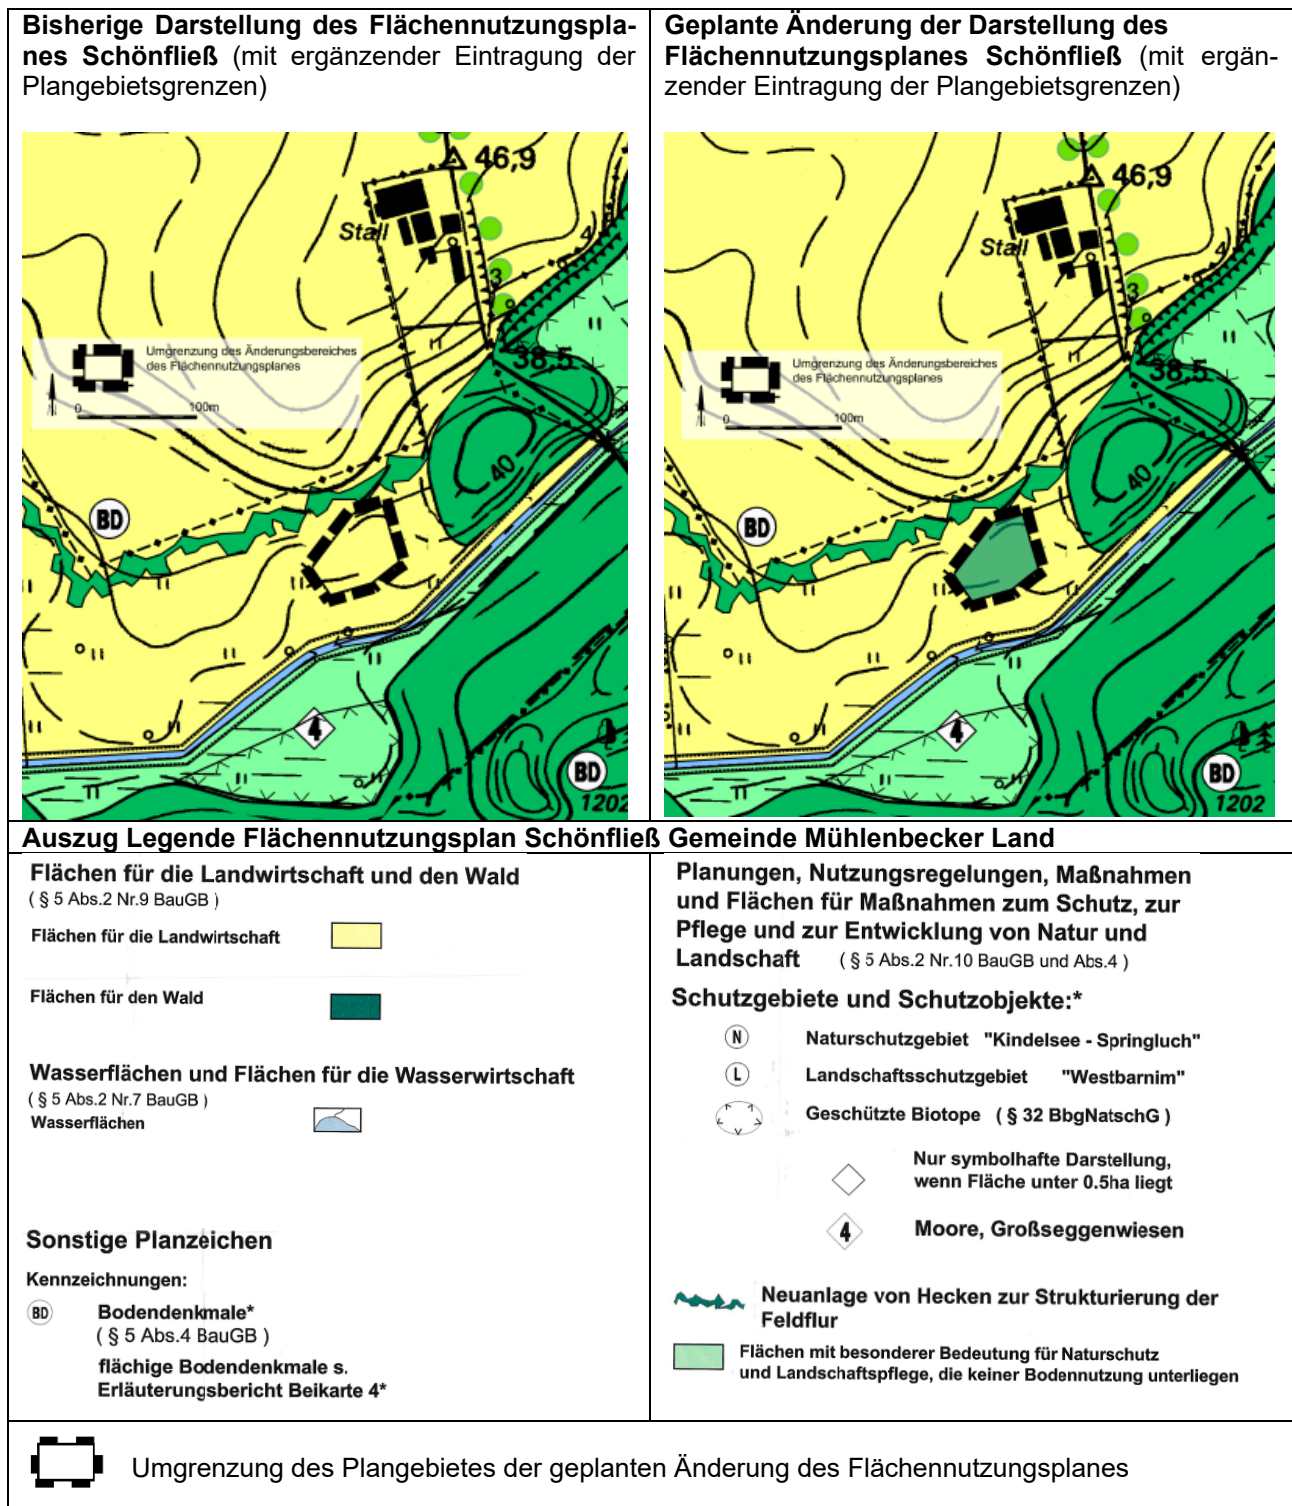 Bisherige Darstellung des Flächennutzungspla-
nes Schönfließ (mit ergänzender Eintragung der
Plangebietsgrenzen)
46,9
Stall
3
4
Umgrenzung des Änderungsbereiches
des Flächennutzungsplanes
38,5
0
100m
40
BD
4
BD
1202
Geplante Änderung der Darstellung des
Flächennutzungsplanes Schönfließ (mit ergän-
zender Eintragung der Plangebietsgrenzen)
46,9
Stall
4
3
Umgrenzung des Änderungsbereiches
des Flächennutzungsplanes
38,5
0
100m
40
BD
4
BD
1202
Auszug Legende Flächennutzungsplan Schönfließ Gemeinde Mühlenbecker Land
Flächen für die Landwirtschaft und den Wald
( § 5 Abs.2 Nr.9 BauGB )
Flächen für die Landwirtschaft
Flächen für den Wald
Wasserflächen und Flächen für die Wasserwirtschaft
( § 5 Abs.2 Nr.7 BauGB )
Wasserflächen
Sonstige Planzeichen
Kennzeichnungen:
BD Bodendenkmale*
( § 5 Abs.4 BauGB )
flächige Bodendenkmale s.
Erläuterungsbericht Beikarte 4*
Planungen, Nutzungsregelungen, Maßnahmen
und Flächen für Maßnahmen zum Schutz, zur
Pflege und zur Entwicklung von Natur und
Landschaft ( § 5 Abs.2 Nr.10 BauGB und Abs.4 )
Schutzgebiete und Schutzobjekte:*
N Naturschutzgebiet "Kindelsee - Springluch"
L Landschaftsschutzgebiet "Westbarnim"
Geschützte Biotope ( § 32 BbgNatschG )
Nur symbolhafte Darstellung,
wenn Fläche unter 0.5ha liegt
4 Moore, Großseggenwiesen
Neuanlage von Hecken zur Strukturierung der
Feldflur
Flächen mit besonderer Bedeutung für Naturschutz
und Landschaftspflege, die keiner Bodennutzung unterliegen
Umgrenzung des Plangebietes der geplanten Änderung des Flächennutzungsplanes